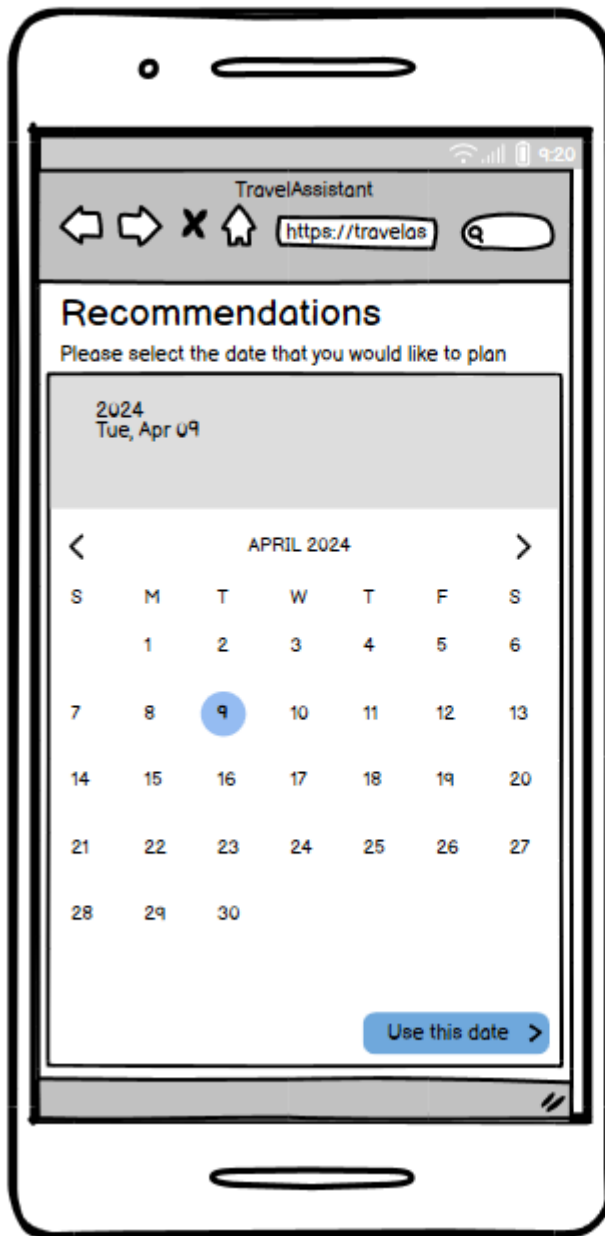 9:20
TravelAssistant
https://travelas
Recommendations
Please select the date that you would like to plan
2024
Tue, Apr 09
APRIL 2024
S M T W T F S
1 2 3 4 5 6
7 8 9 10 11 12 13
14 15 16 17 18 19 20
21 22 23 24 25 26 27
28 29 30
Use this date